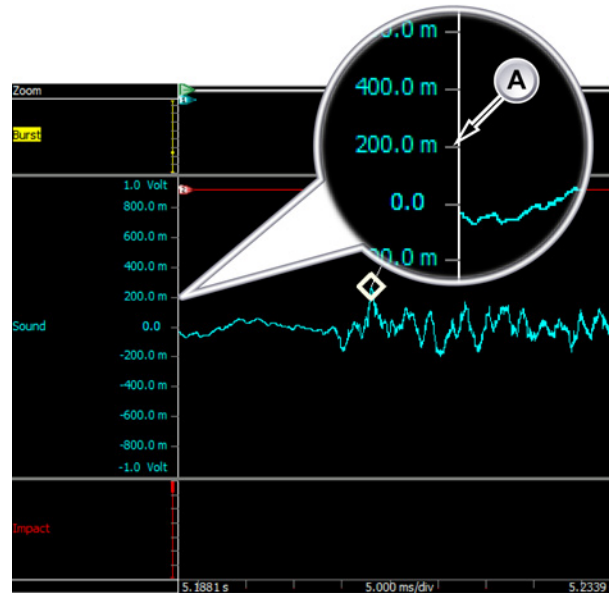 Zoom
Burst
Sound
Impact
1.0 Volt
800.0 m
600.0 m
400.0 m
200.0 m
0.0
-200.0 m
-400.0 m
-600.0 m
-800.0 m
-1.0 Volt
400.0 m
200.0 m
0.0
A
5.1881 s
5.000 ms/div
5.2339